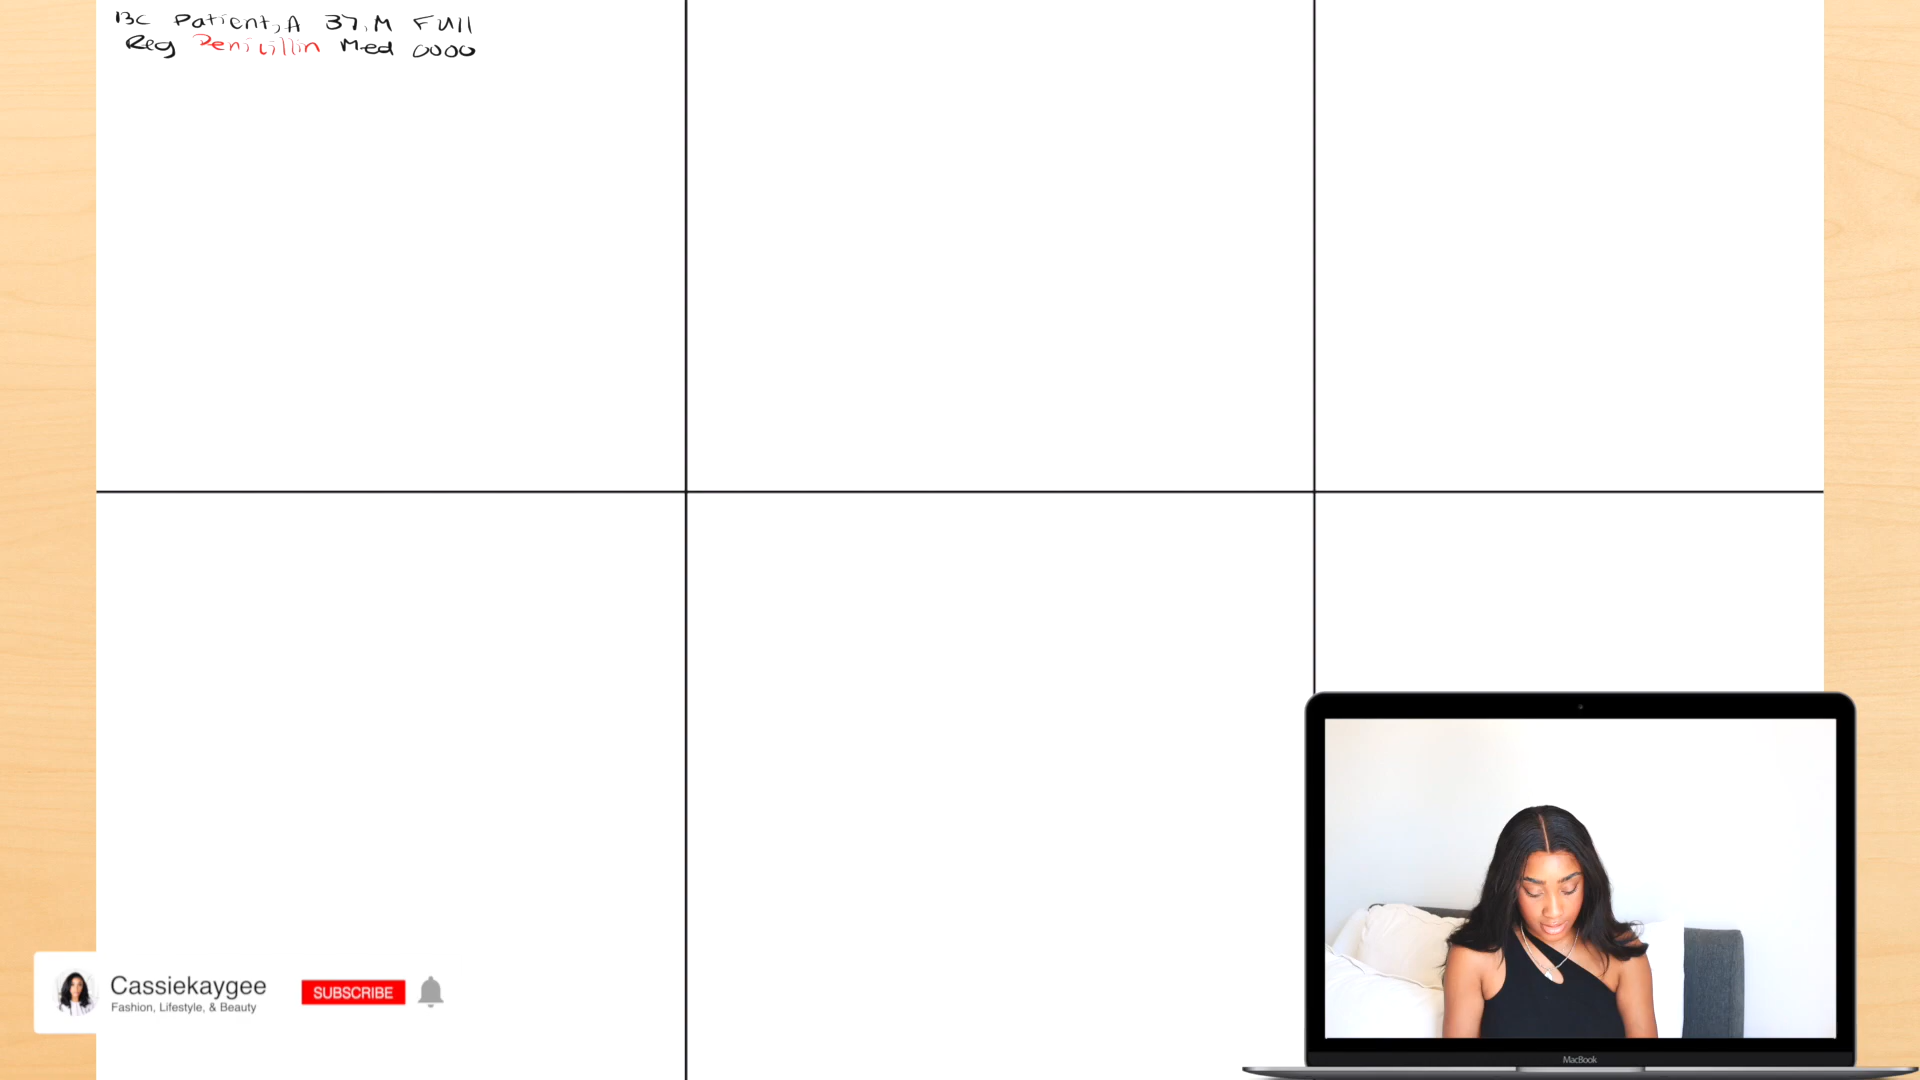 13C Patient, A 37, M Full
Reg Penicillin Med 0000
Cassiekaygee
Fashion, Lifestyle, & Beauty
SUBSCRIBE
MacBook